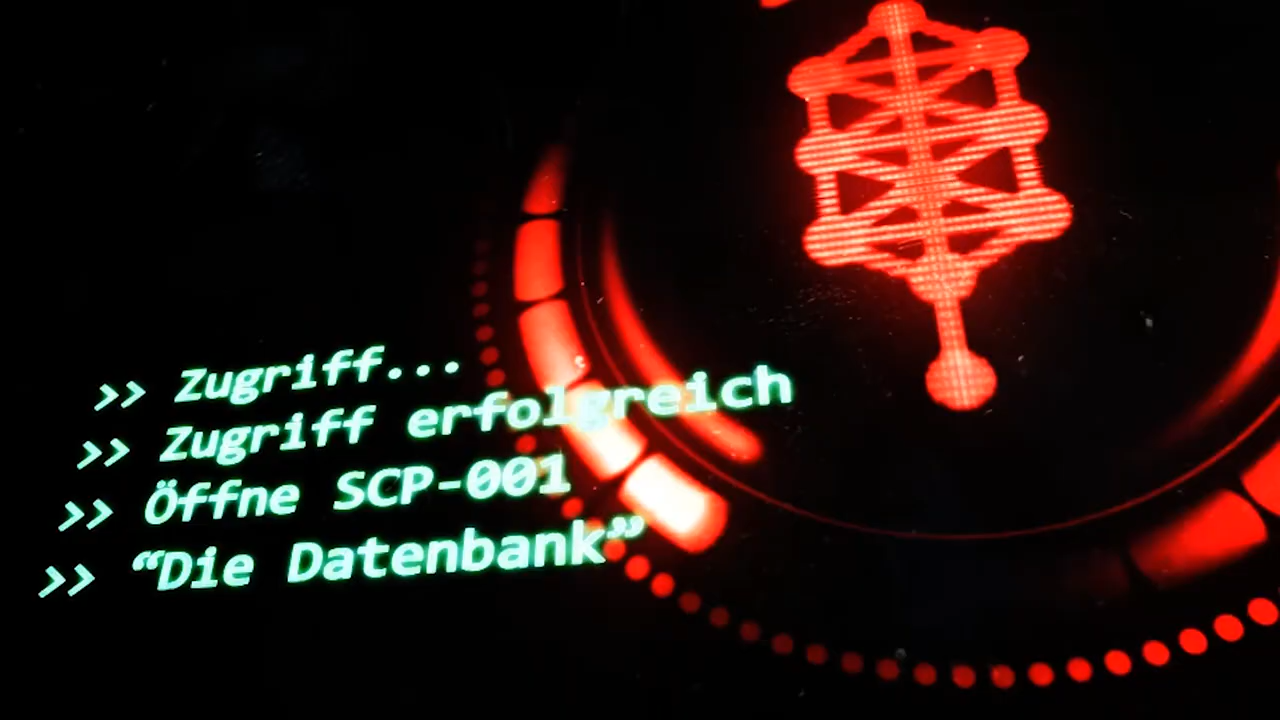 >> Zugriff...
>> Zugriff erfolgreich
>> Öffne SCP-001
>> “Die Datenbank”